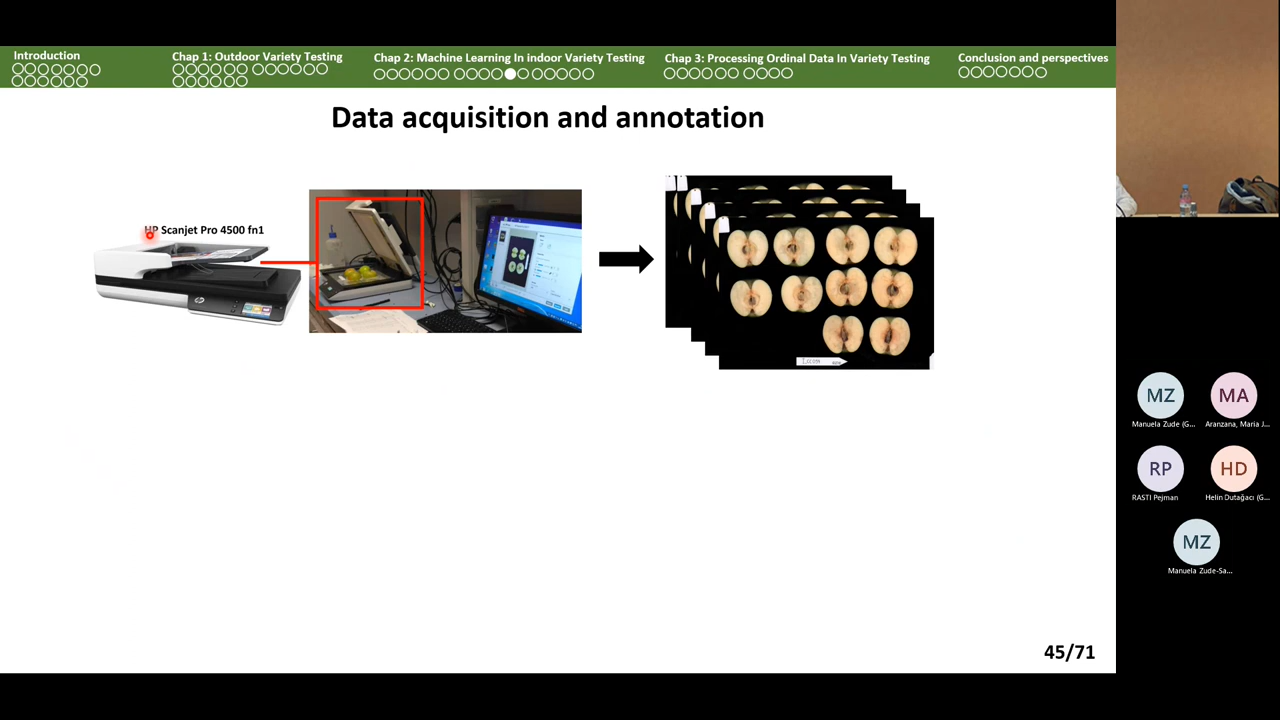 Introduction
Chap 1: Outdoor Variety Testing
Chap 2: Machine Learning In indoor Variety Testing
Chap 3: Processing Ordinal Data In Variety Testing
Conclusion and perspectives
Data acquisition and annotation
HP Scanjet Pro 4500 fn1
45/71
MZ
Manuela Zude (G...
MA
Aranzana, Maria J...
RP
RASTI Pejman
HD
Helin Dutağacı (G...
MZ
Manuela Zude-Sa...